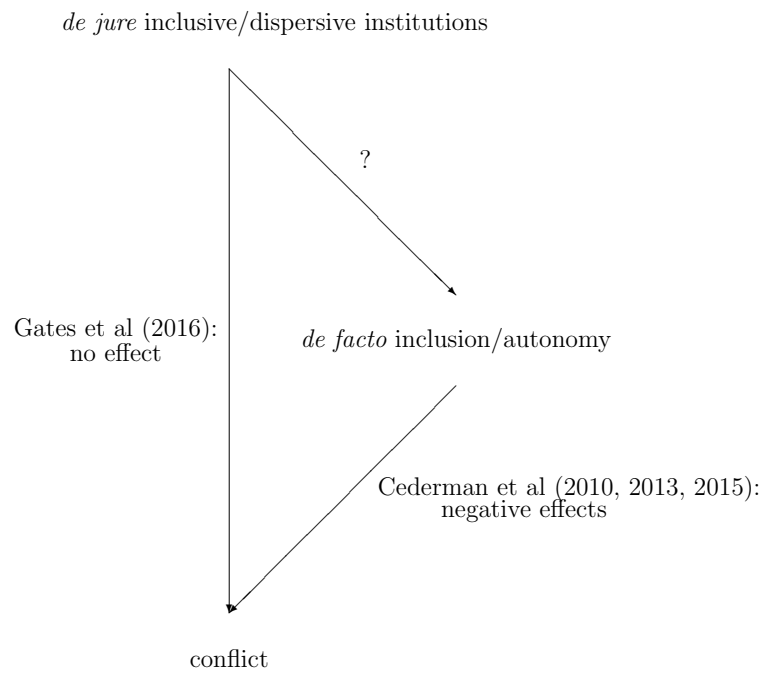 de jure inclusive/dispersive institutions
?
Gates et al (2016):
no effect
de facto inclusion/autonomy
Cederman et al (2010, 2013, 2015):
negative effects
conflict